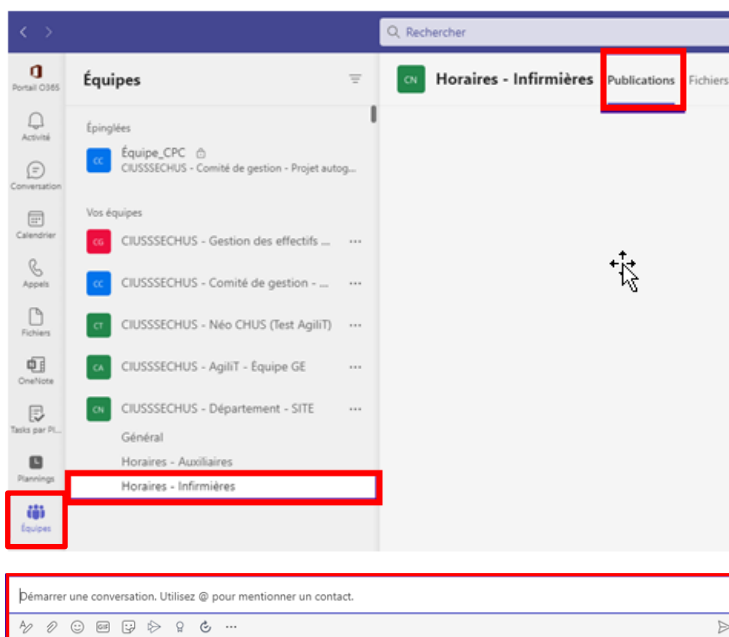 Rechercher
Portail O365
Activité
Conversation
Calendrier
Appels
Fichiers
OneNote
Tasks par Pl...
Plannings
Équipes
Équipes
Épinglées
CC Équipe_CPC
CIUSSSECHUS - Comité de gestion - Projet autog...
Vos équipes
CG CIUSSSECHUS - Gestion des effectifs ... ...
CC CIUSSSECHUS - Comité de gestion - ... ...
CT CIUSSSECHUS - Néo CHUS (Test AgiliT) ...
CA CIUSSSECHUS - AgiliT - Équipe GE ...
CN CIUSSSECHUS - Département - SITE ...
Général
Horaires - Auxiliaires
Horaires - Infirmières
CN Horaires - Infirmières Publications Fichiers
Démarrer une conversation. Utilisez @ pour mentionner un contact.
GIF